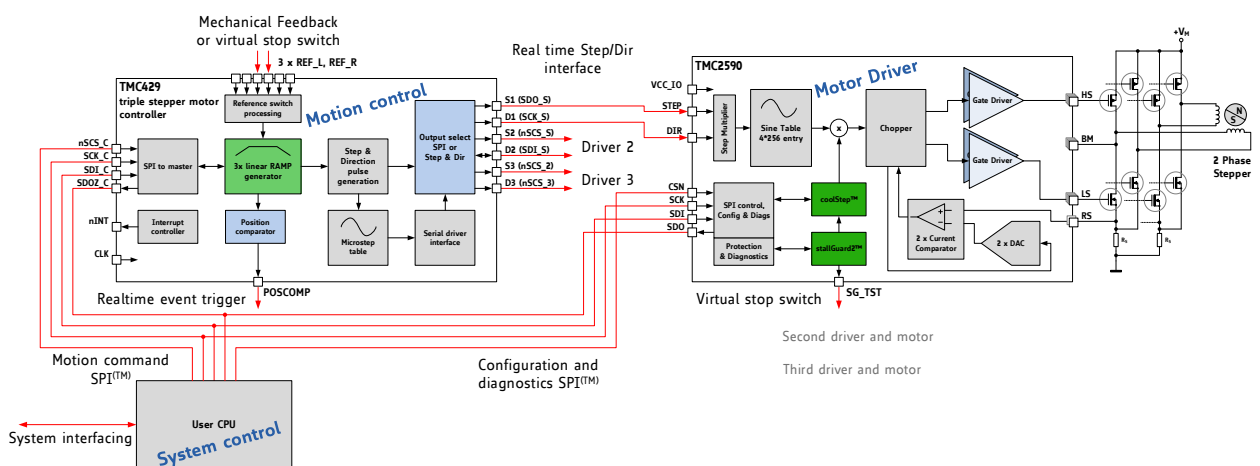 Mechanical Feedback
or virtual stop switch
3 x REF_L, REF_R
Real time Step/Dir
interface
TMC429
triple stepper motor
controller
Reference switch
processing
Motion control
nSCS_C
SCK_C
SDI_C
SDOZ_C
nINT
CLK
SPI to master
3x linear RAMP
generator
Step &
Direction
pulse
generation
Output select
SPI or
Step & Dir
Interrupt
controller
Position
comparator
Microstep
table
Serial driver
interface
S1 (SDO_S)
D1 (SCK_S)
S2 (nSCS_S)
D2 (SDI_S)
S3 (nSCS_2)
D3 (nSCS_3)
Driver 2
Driver 3
POSCOMP
Realtime event trigger
TMC2590
Motor Driver
VCC_IO
STEP
DIR
CSN
SCK
SDI
SDO
Step Multiplier
Sine Table
4*256 entry
x
Chopper
Gate Driver
Gate Driver
SPI control,
Config & Diags
Protection
& Diagnostics
coolStep™
stallGuard2™
2 x Current
Comparator
2 x DAC
HS
BM
LS
RS
+VM
N
S
2 Phase
Stepper
RS
RS
SG_TST
Virtual stop switch
Second driver and motor
Third driver and motor
Motion command
SPI(TM)
Configuration and
diagnostics SPI(TM)
User CPU
System control
System interfacing